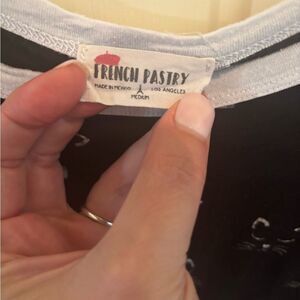 FRENCH PASTRY
MADE IN MEXICO LOS ANGELES
MEDIUM